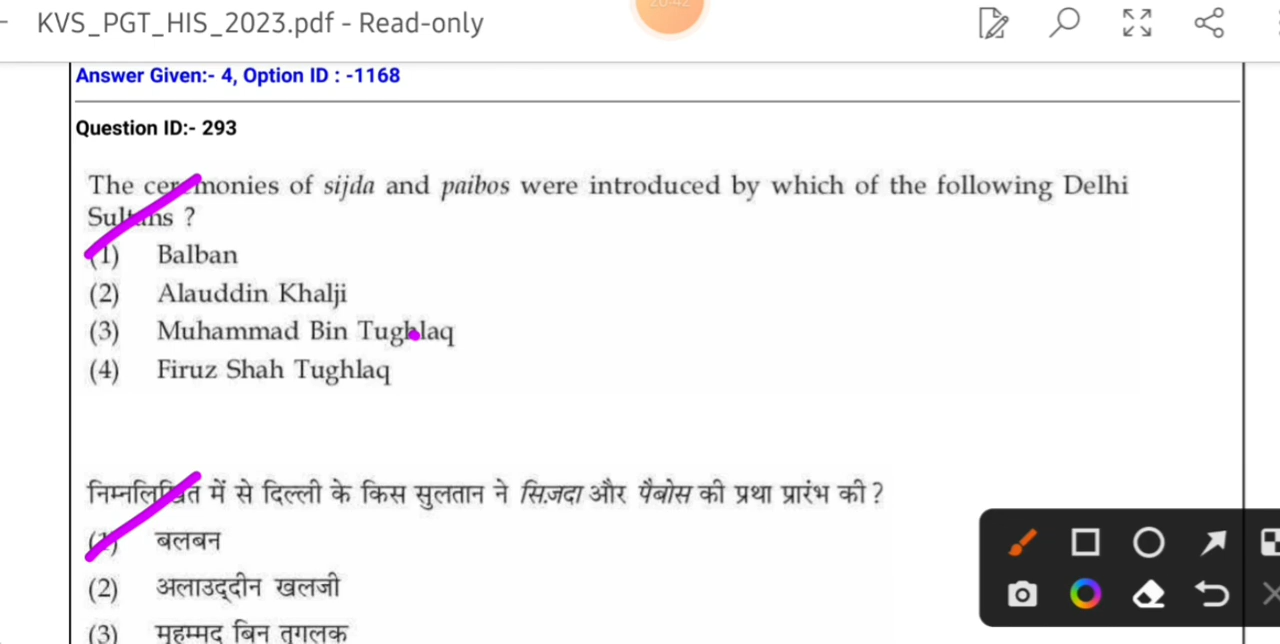 KVS_PGT_HIS_2023.pdf - Read-only
20:42
Answer Given:- 4, Option ID : -1168
Question ID:- 293
The ceremonies of sijda and paibos were introduced by which of the following Delhi
Sultans ?
(1) Balban
(2) Alauddin Khalji
(3) Muhammad Bin Tughlaq
(4) Firuz Shah Tughlaq
निम्नलिखित में से दिल्ली के किस सुलतान ने सिज़दा और पैबोस की प्रथा प्रारंभ की ?
(1) बलबन
(2) अलाउद्दीन खलजी
(3) मुहम्मद बिन तुगलक